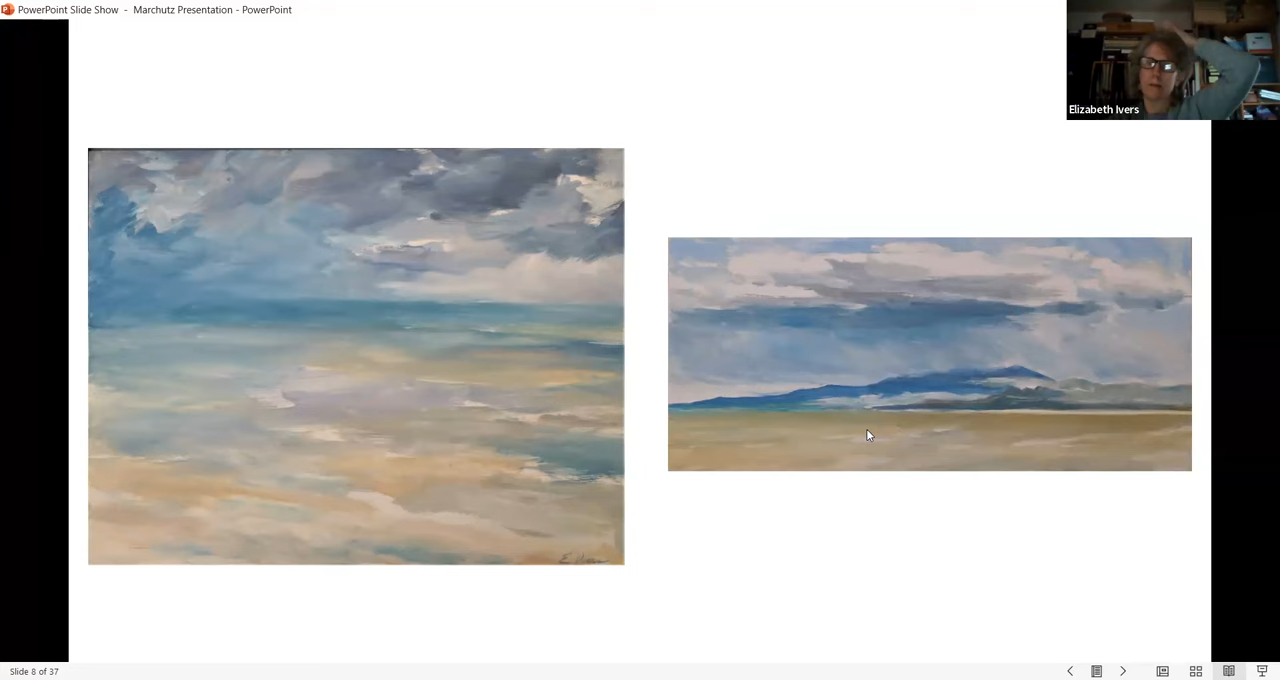 PowerPoint Slide Show - Marchutz Presentation - PowerPoint
Elizabeth Ivers
Slide 8 of 37